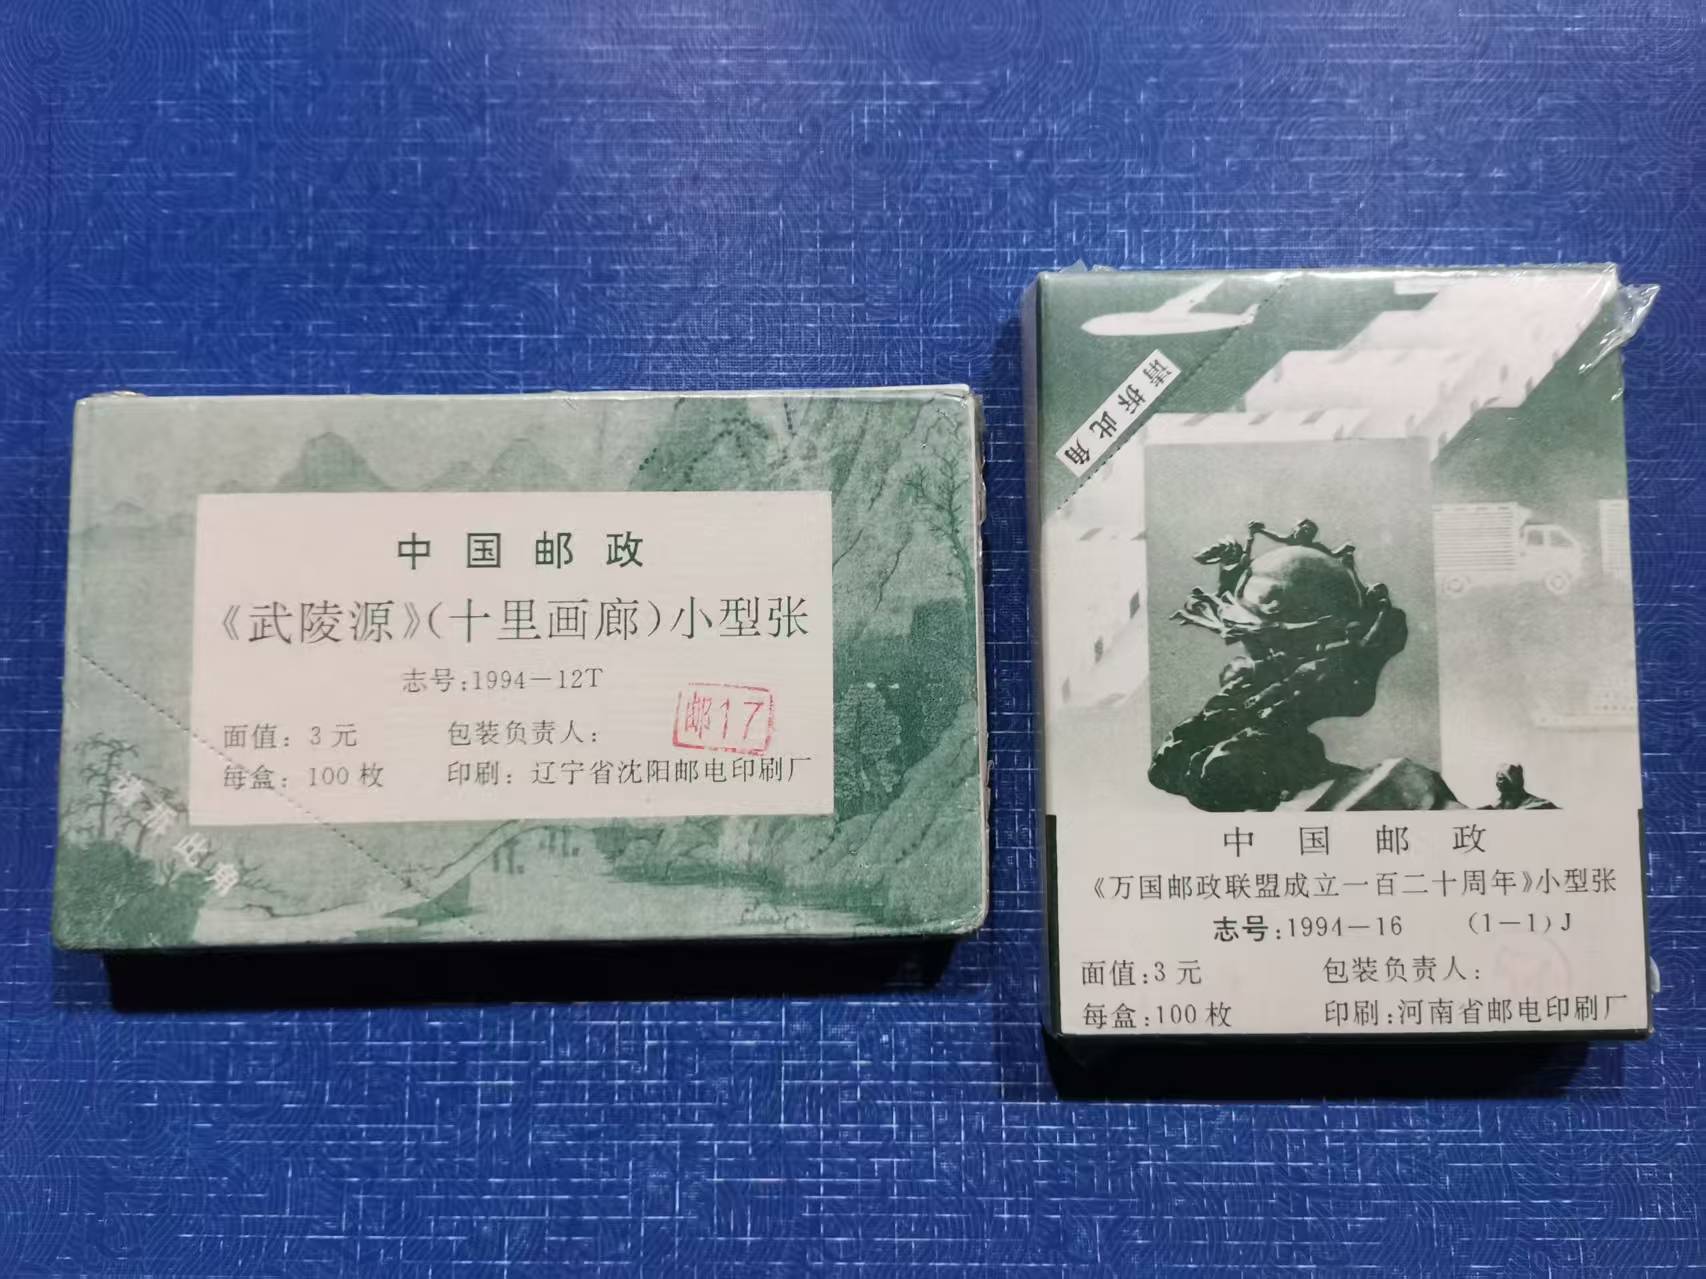 中国邮政
《武陵源》（十里画廊）小型张
志号：1994－12T
面值：3元
包装负责人：
邮17
每盒：100枚
印刷：辽宁省沈阳邮电印刷厂
请拆此角
请拆此角
中国邮政
《万国邮政联盟成立一百二十周年》小型张
志号：1994－16 （1－1）J
面值：3元
包装负责人：
每盒：100枚
印刷：河南省邮电印刷厂